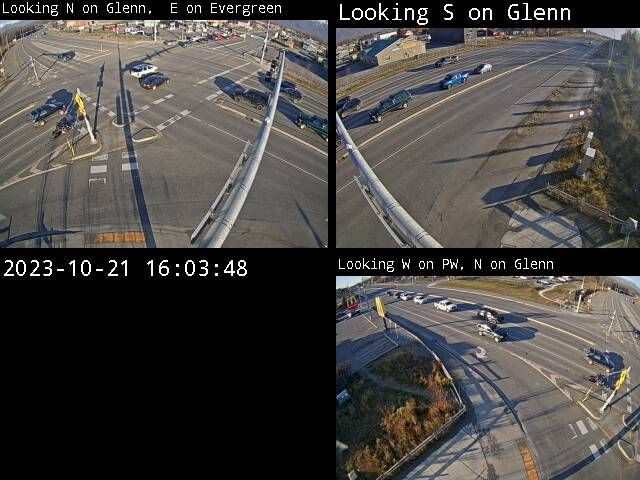 Looking N on Glenn,  E on Evergreen
Looking S on Glenn
2023-10-21 16:03:48
Looking W on PW, N on Glenn